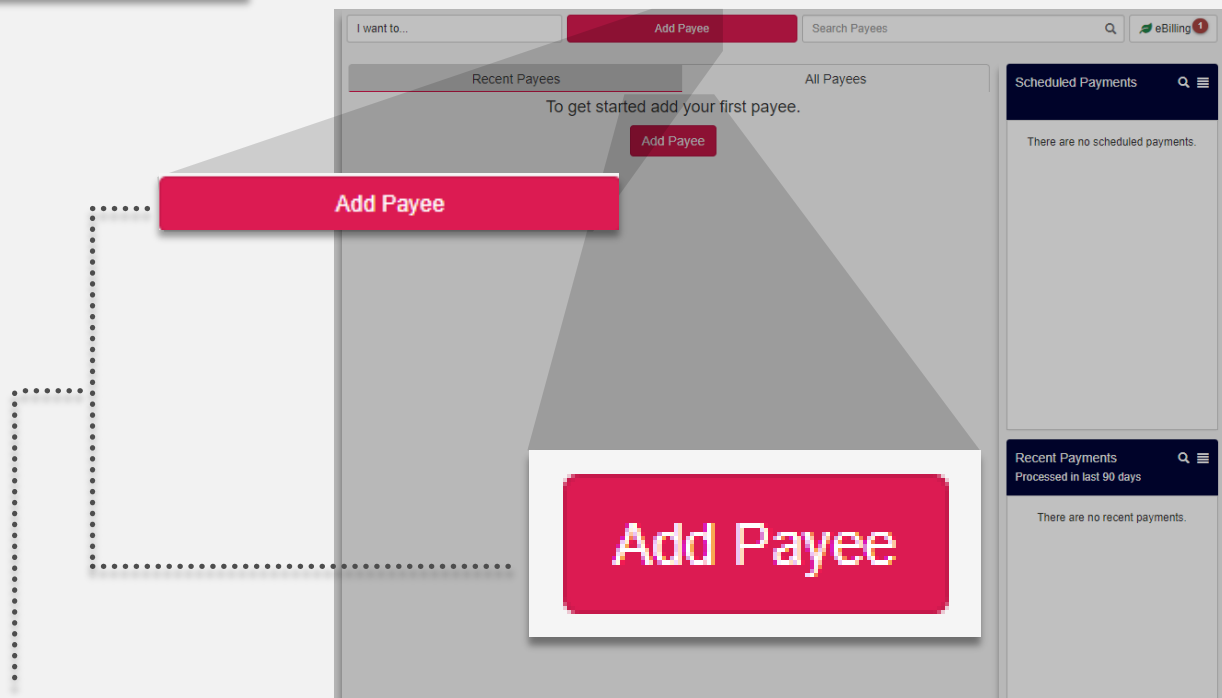 I want to...
Add Payee
Search Payees
eBilling 1
Recent Payees
All Payees
To get started add your first payee.
Add Payee
Scheduled Payments
There are no scheduled payments.
Add Payee
Add Payee
Recent Payments
Processed in last 90 days
There are no recent payments.